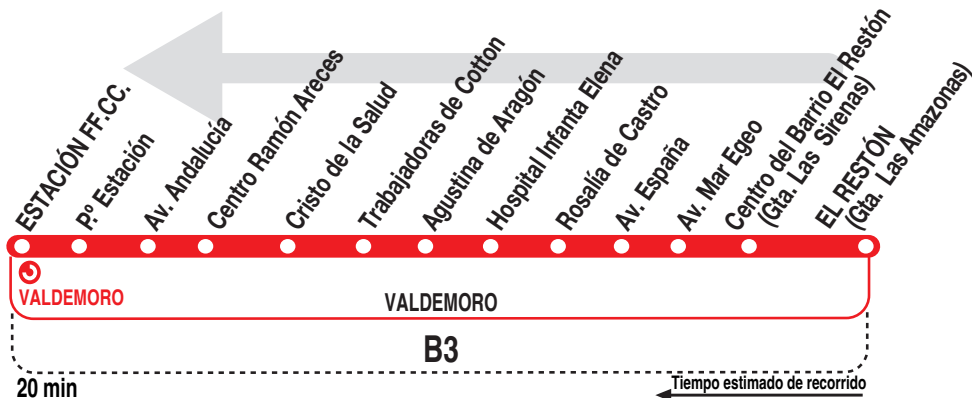 ESTACIÓN FF.CC.
P.º Estación
Av. Andalucía
Centro Ramón Areces
Cristo de la Salud
Trabajadoras de Cotton
Agustina de Aragón
Hospital Infanta Elena
Rosalía de Castro
Av. España
Av. Mar Egeo
Centro del Barrio El Restón
(Gta. Las Sirenas)
EL RESTÓN
(Gta. Las Amazonas)
VALDEMORO
VALDEMORO
B3
20 min
Tiempo estimado de recorrido